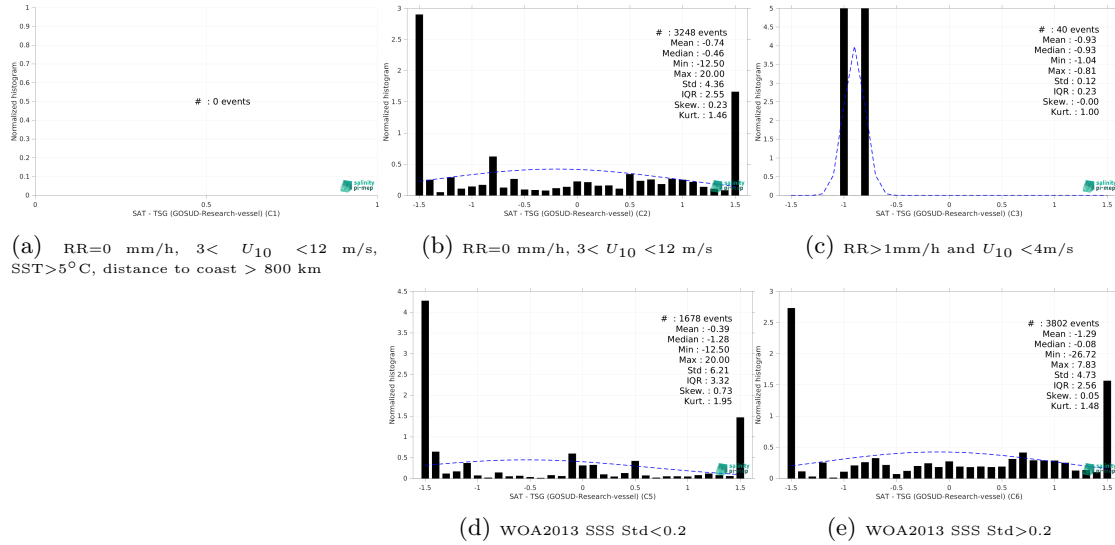 1
0.9
0.8
0.7
0.6
0.5
0.4
0.3
0.2
0.1
0
Normalized histogram
# : 0 events
0 0.5 1
SAT - TSG (GOSUD-Research-vessel) (C1)
salinity
pi-mep
(a) RR=0 mm/h, 3< U10 <12 m/s,
SST>5°C, distance to coast > 800 km
3
2.5
2
1.5
1
0.5
0
Normalized histogram
# : 3248 events
Mean : -0.74
Median : -0.46
Min : -12.50
Max : 20.00
Std : 4.36
IQR : 2.55
Skew. : 0.23
Kurt. : 1.46
-1.5 -1 -0.5 0 0.5 1 1.5
SAT - TSG (GOSUD-Research-vessel) (C2)
salinity
pi-mep
(b) RR=0 mm/h, 3< U10 <12 m/s
5
4.5
4
3.5
3
2.5
2
1.5
1
0.5
0
Normalized histogram
# : 40 events
Mean : -0.93
Median : -0.93
Min : -1.04
Max : -0.81
Std : 0.12
IQR : 0.23
Skew. : -0.00
Kurt. : 1.00
-1.5 -1 -0.5 0 0.5 1 1.5
SAT - TSG (GOSUD-Research-vessel) (C3)
salinity
pi-mep
(c) RR>1mm/h and U10 <4m/s
4.5
4
3.5
3
2.5
2
1.5
1
0.5
0
Normalized histogram
# : 1678 events
Mean : -0.39
Median : -1.28
Min : -12.50
Max : 20.00
Std : 6.21
IQR : 3.32
Skew. : 0.73
Kurt. : 1.95
-1.5 -1 -0.5 0 0.5 1 1.5
SAT - TSG (GOSUD-Research-vessel) (C5)
salinity
pi-mep
(d) WOA2013 SSS Std<0.2
3
2.5
2
1.5
1
0.5
0
Normalized histogram
# : 3802 events
Mean : -1.29
Median : -0.08
Min : -26.72
Max : 7.83
Std : 4.73
IQR : 2.56
Skew. : 0.05
Kurt. : 1.48
-1.5 -1 -0.5 0 0.5 1 1.5
SAT - TSG (GOSUD-Research-vessel) (C6)
salinity
pi-mep
(e) WOA2013 SSS Std>0.2